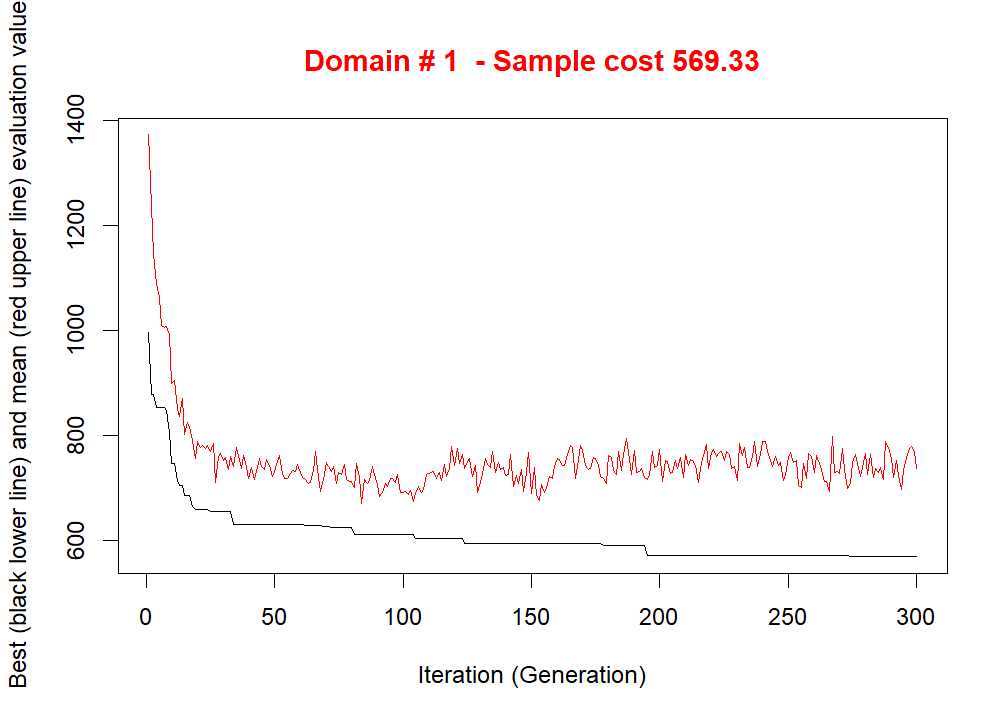 Domain # 1  - Sample cost 569.33
Best (black lower line) and mean (red upper line) evaluation value
1400
1200
1000
800
600
0 50 100 150 200 250 300
Iteration (Generation)